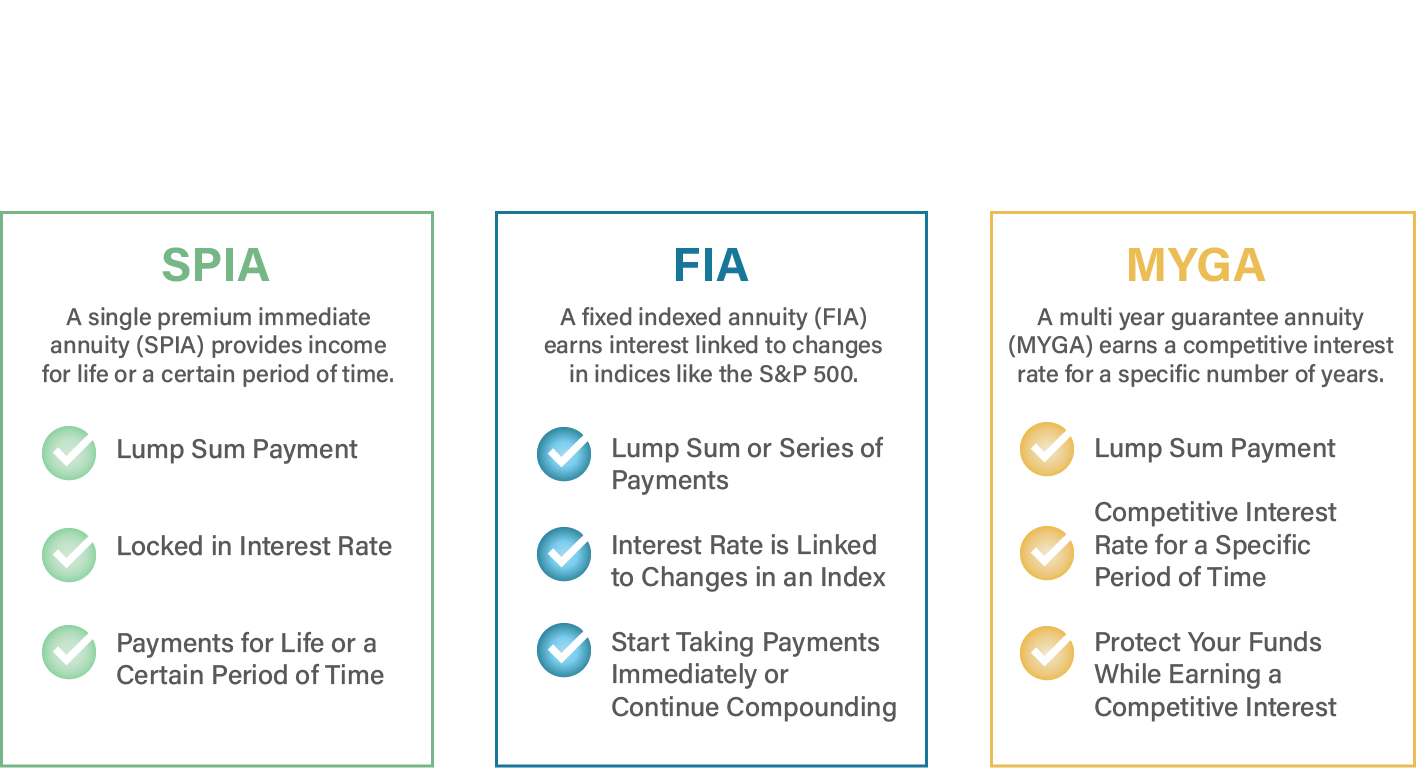 SPIA
A single premium immediate
annuity (SPIA) provides income
for life or a certain period of time.
Lump Sum Payment
Locked in Interest Rate
Payments for Life or a
Certain Period of Time
FIA
A fixed indexed annuity (FIA)
earns interest linked to changes
in indices like the S&P 500.
Lump Sum or Series of
Payments
Interest Rate is Linked
to Changes in an Index
Start Taking Payments
Immediately or
Continue Compounding
MYGA
A multi year guarantee annuity
(MYGA) earns a competitive interest
rate for a specific number of years.
Lump Sum Payment
Competitive Interest
Rate for a Specific
Period of Time
Protect Your Funds
While Earning a
Competitive Interest